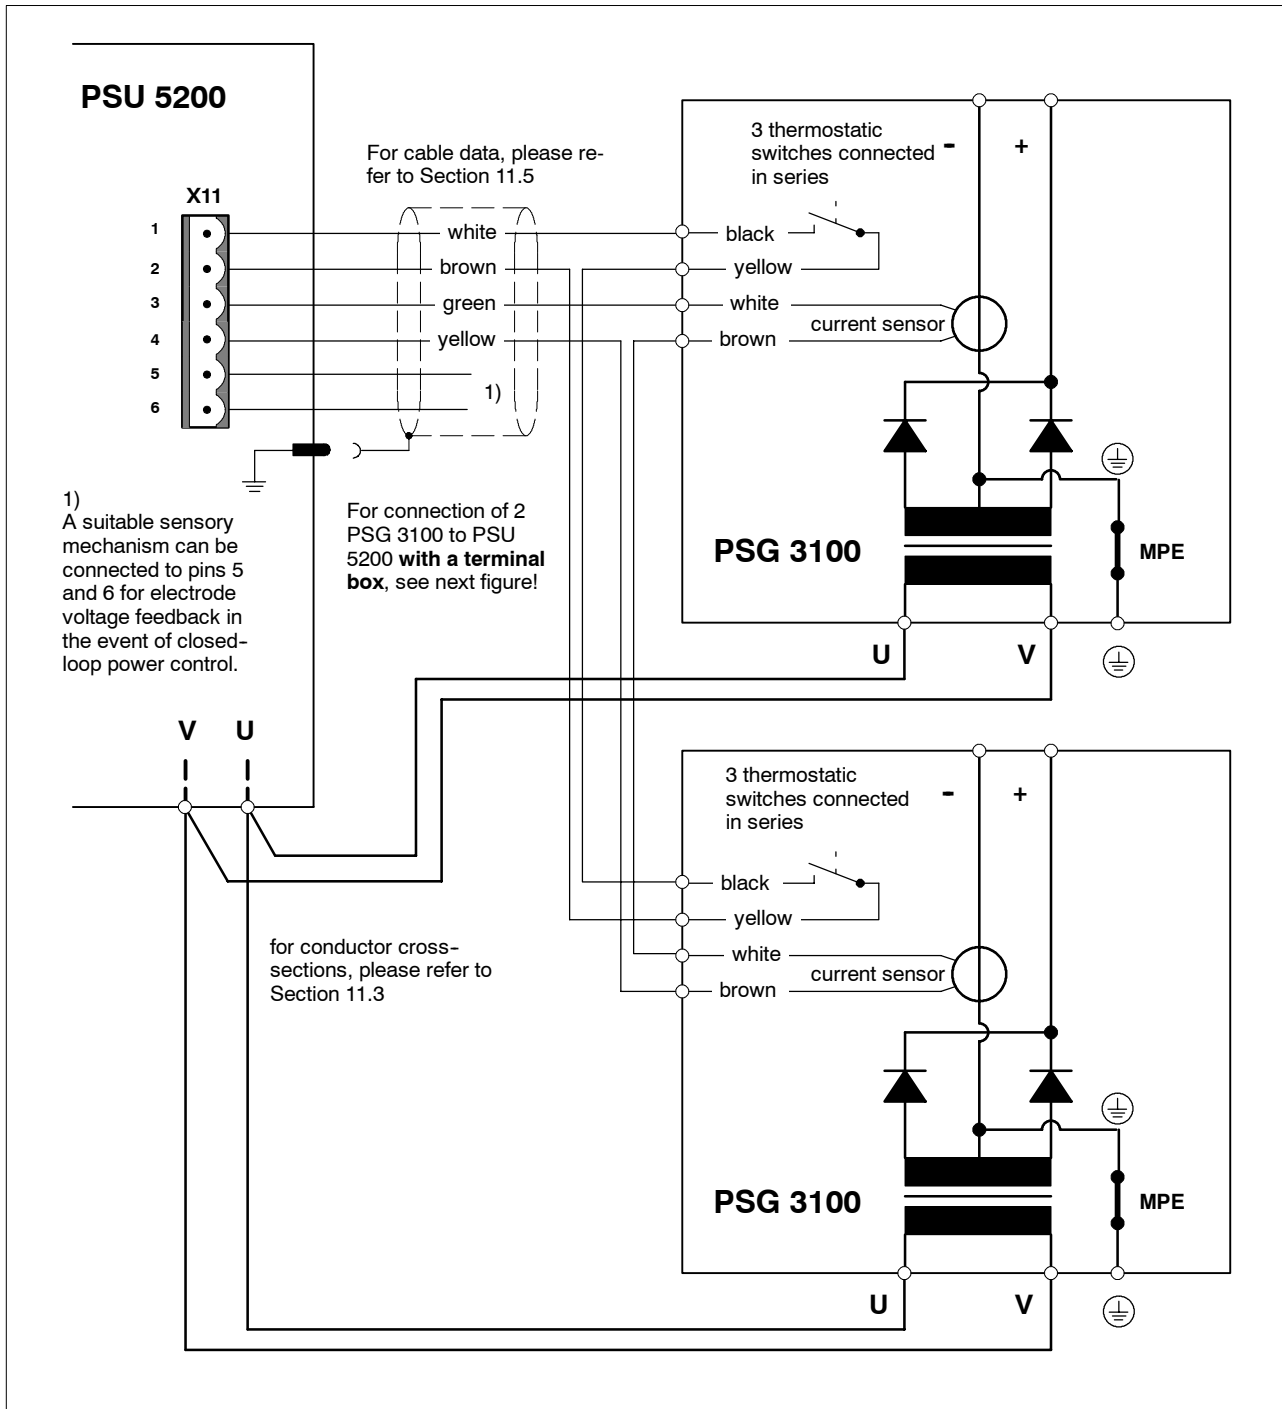 PSU 5200
X11
1
2
3
4
5
6
For cable data, please re-
fer to Section 11.5
white
brown
green
yellow
1)
1)
A suitable sensory
mechanism can be
connected to pins 5
and 6 for electrode
voltage feedback in
the event of closed-
loop power control.
For connection of 2
PSG 3100 to PSU
5200 with a terminal
box, see next figure!
V U
for conductor cross-
sections, please refer to
Section 11.3
3 thermostatic
switches connected
in series
- +
black
yellow
white
brown
current sensor
PSG 3100
MPE
U V
3 thermostatic
switches connected
in series
- +
black
yellow
white
brown
current sensor
PSG 3100
MPE
U V